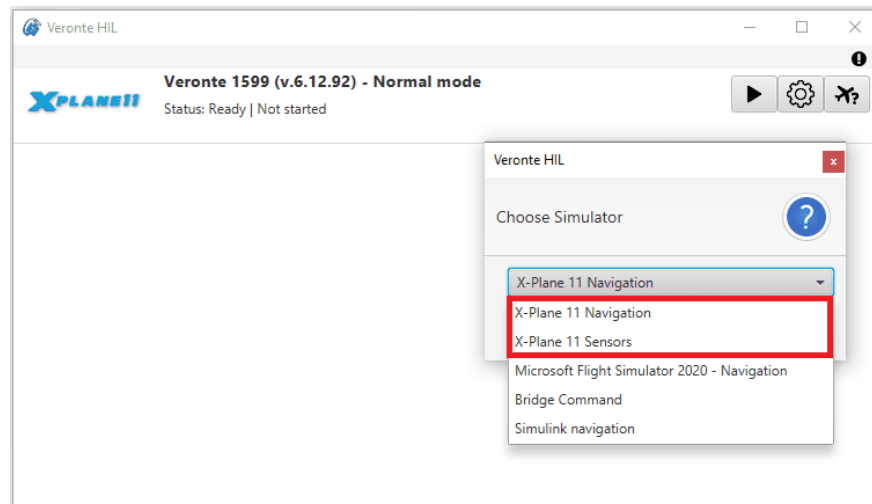 Veronte HIL
XPLANE11
Veronte 1599 (v.6.12.92) - Normal mode
Status: Ready | Not started
Veronte HIL
x
Choose Simulator
?
X-Plane 11 Navigation
X-Plane 11 Navigation
X-Plane 11 Sensors
Microsoft Flight Simulator 2020 - Navigation
Bridge Command
Simulink navigation